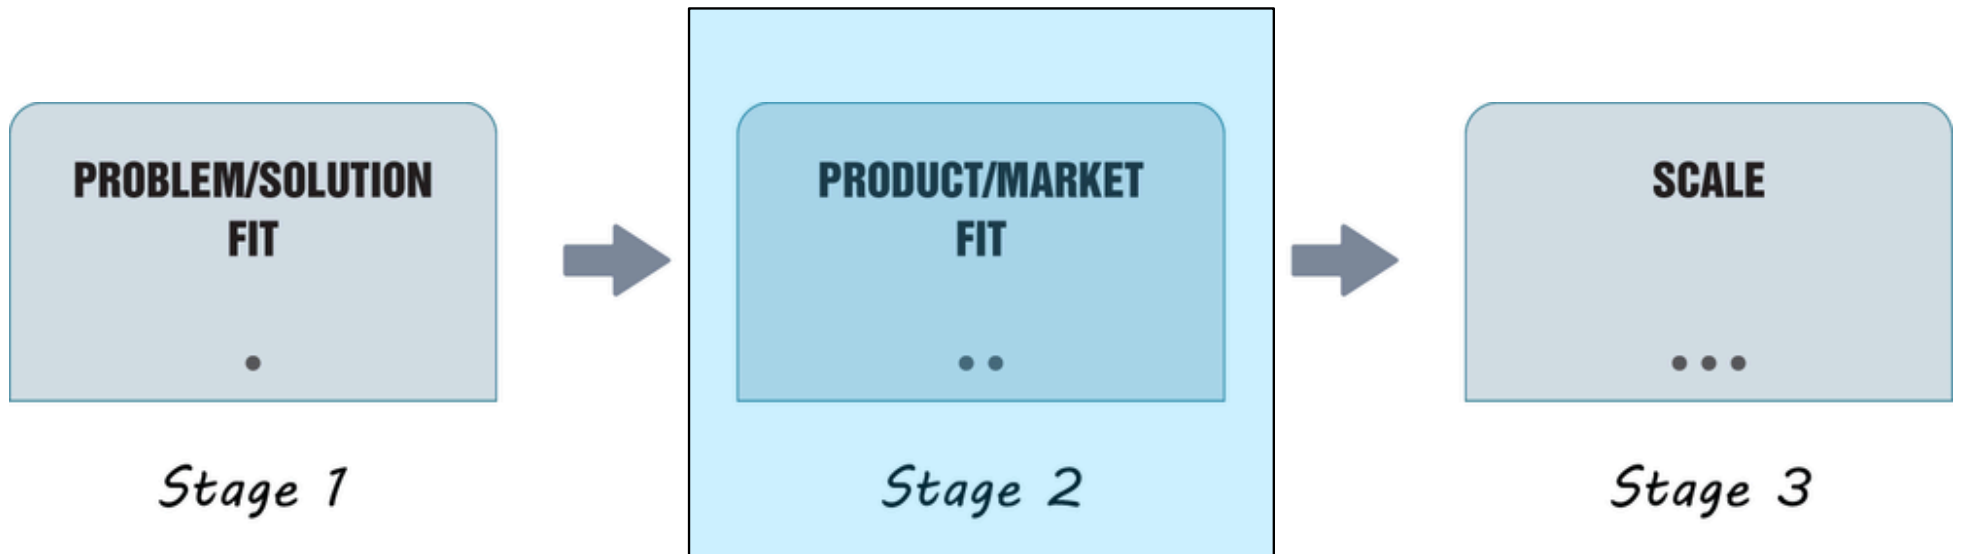 PROBLEM/SOLUTION
FIT
Stage 1
PRODUCT/MARKET
FIT
Stage 2
SCALE
Stage 3